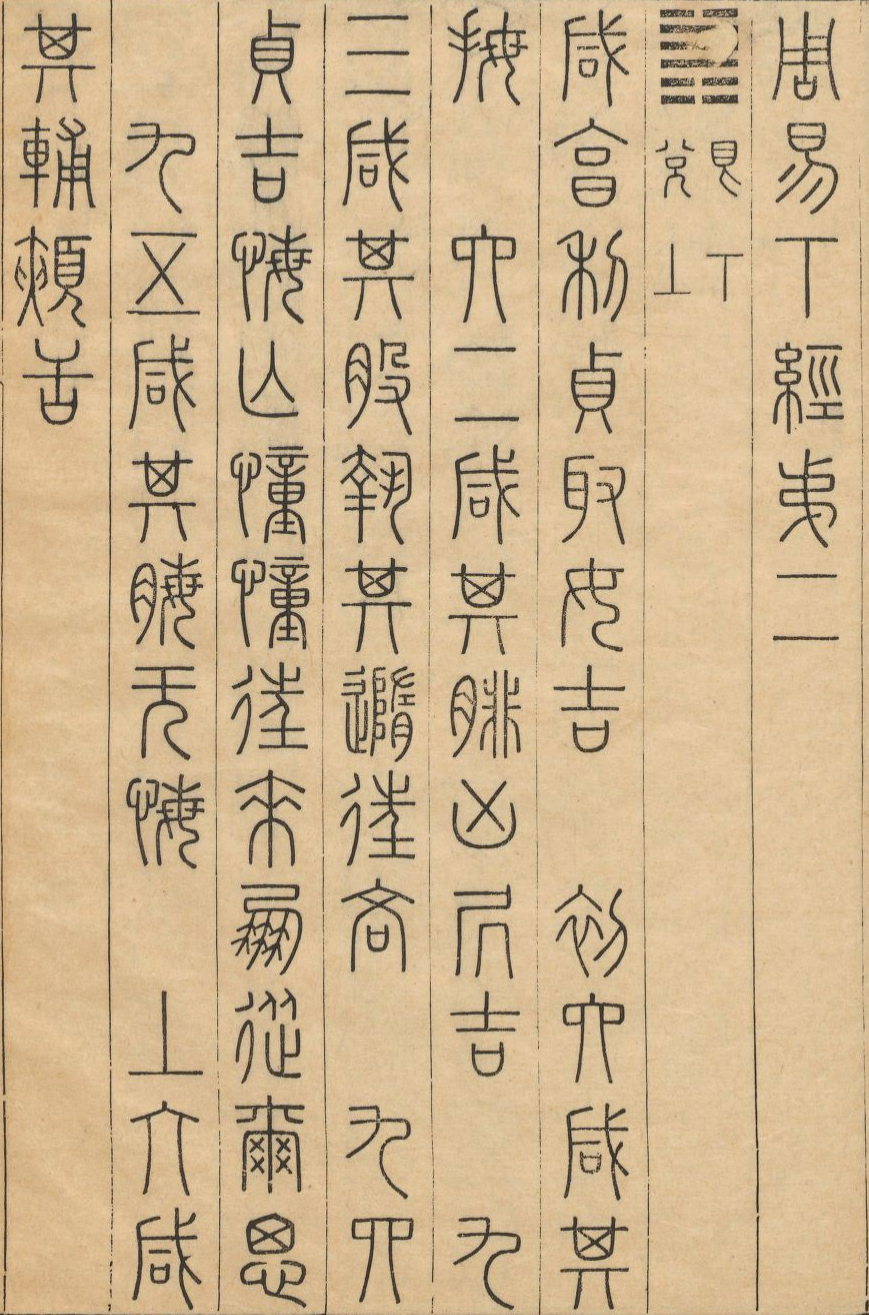 周易下經弟二
䷞艮下兌上
咸亯利貞取女吉 初六咸其
拇 六二咸其腓凶凥吉 九
三咸其股執其隨往吝 九四
貞吉悔亡憧憧往來朋從爾思
九五咸其脢无悔 上六咸
其輔頰舌